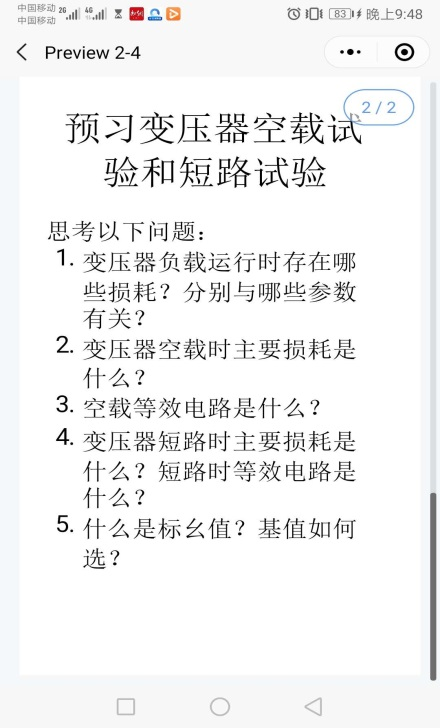 中国移动 2G 4G 83 晚上9:48
中国移动
Preview 2-4
2 / 2
预习变压器空载试
验和短路试验
思考以下问题：
1. 变压器负载运行时存在哪
些损耗？分别与哪些参数
有关？
2. 变压器空载时主要损耗是
什么？
3. 空载等效电路是什么？
4. 变压器短路时主要损耗是
什么？短路时等效电路是
什么？
5. 什么是标幺值？基值如何
选？